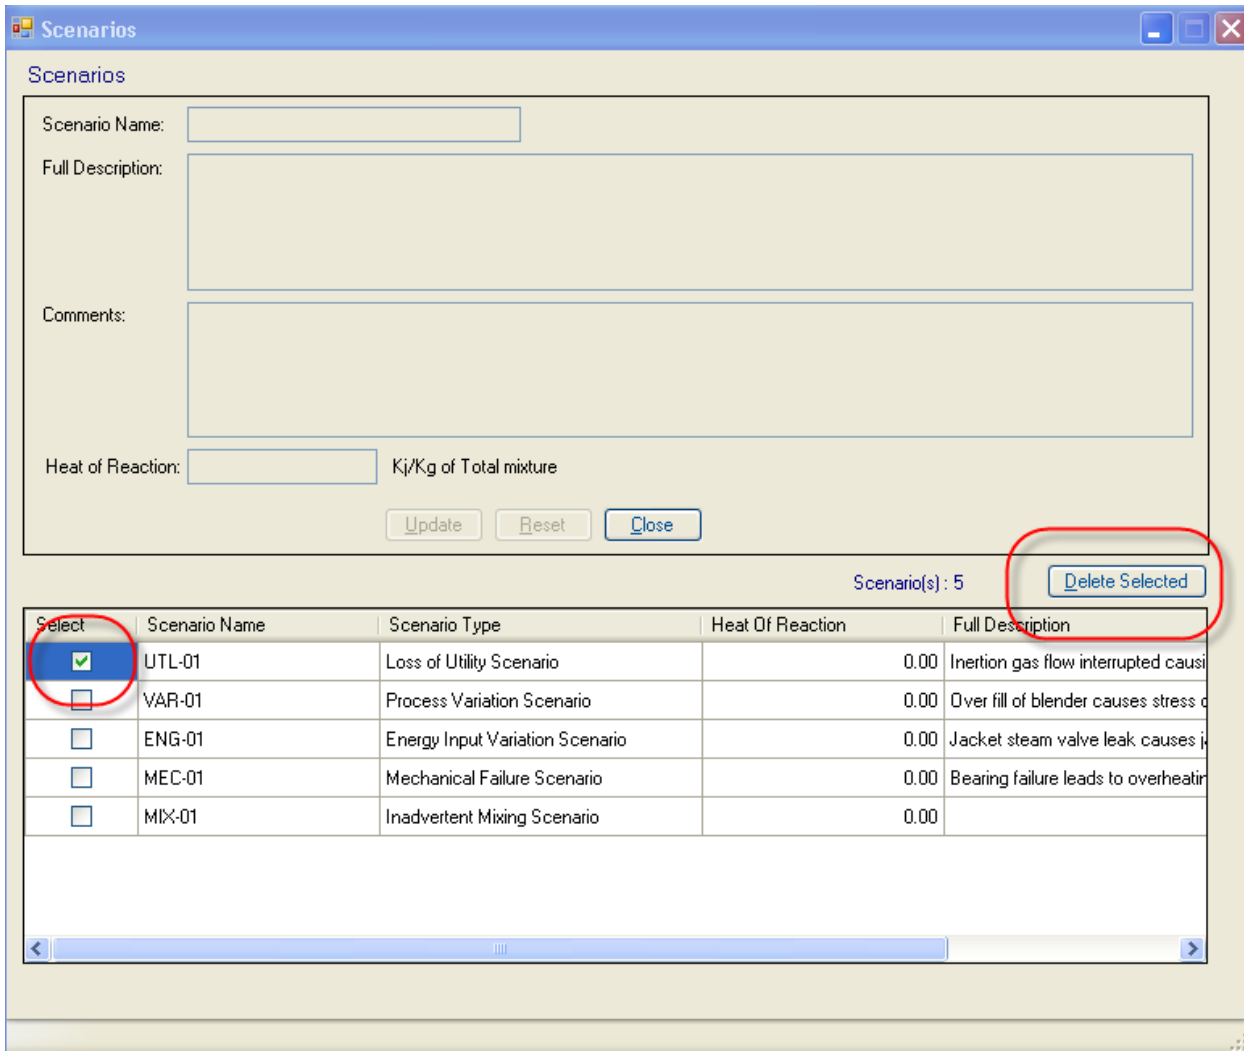 Scenarios
Scenarios
Scenario Name:
Full Description:
Comments:
Heat of Reaction: Kj/Kg of Total mixture
Update Reset Close
Scenario(s) : 5 Delete Selected
Select Scenario Name Scenario Type Heat Of Reaction Full Description
UTL-01 Loss of Utility Scenario 0.00 Inertion gas flow interrupted causi
VAR-01 Process Variation Scenario 0.00 Over fill of blender causes stress
ENG-01 Energy Input Variation Scenario 0.00 Jacket steam valve leak causes
MEC-01 Mechanical Failure Scenario 0.00 Bearing failure leads to overheatin
MIX-01 Inadvertent Mixing Scenario 0.00